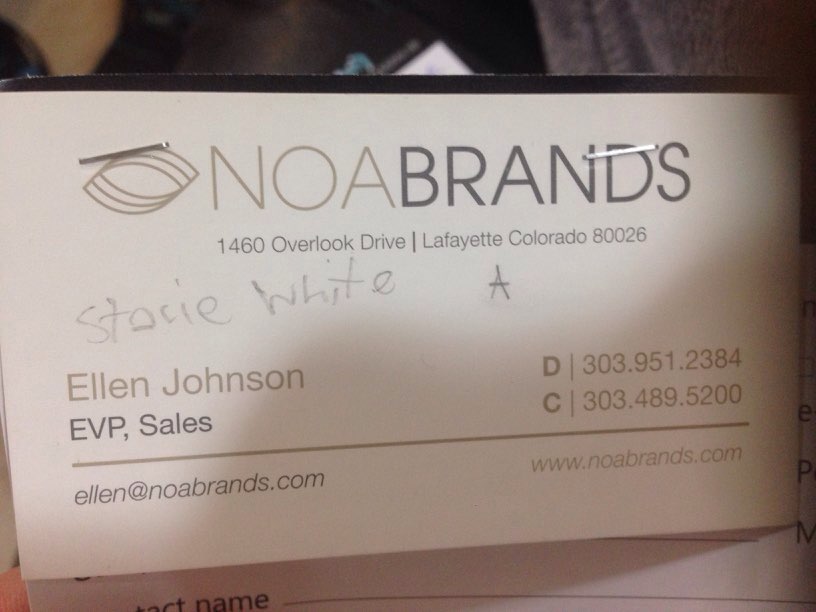 NOABRANDS
1460 Overlook Drive | Lafayette Colorado 80026
Stacie White A
Ellen Johnson
EVP, Sales
D | 303.951.2384
C | 303.489.5200
ellen@noabrands.com
www.noabrands.com
tact name